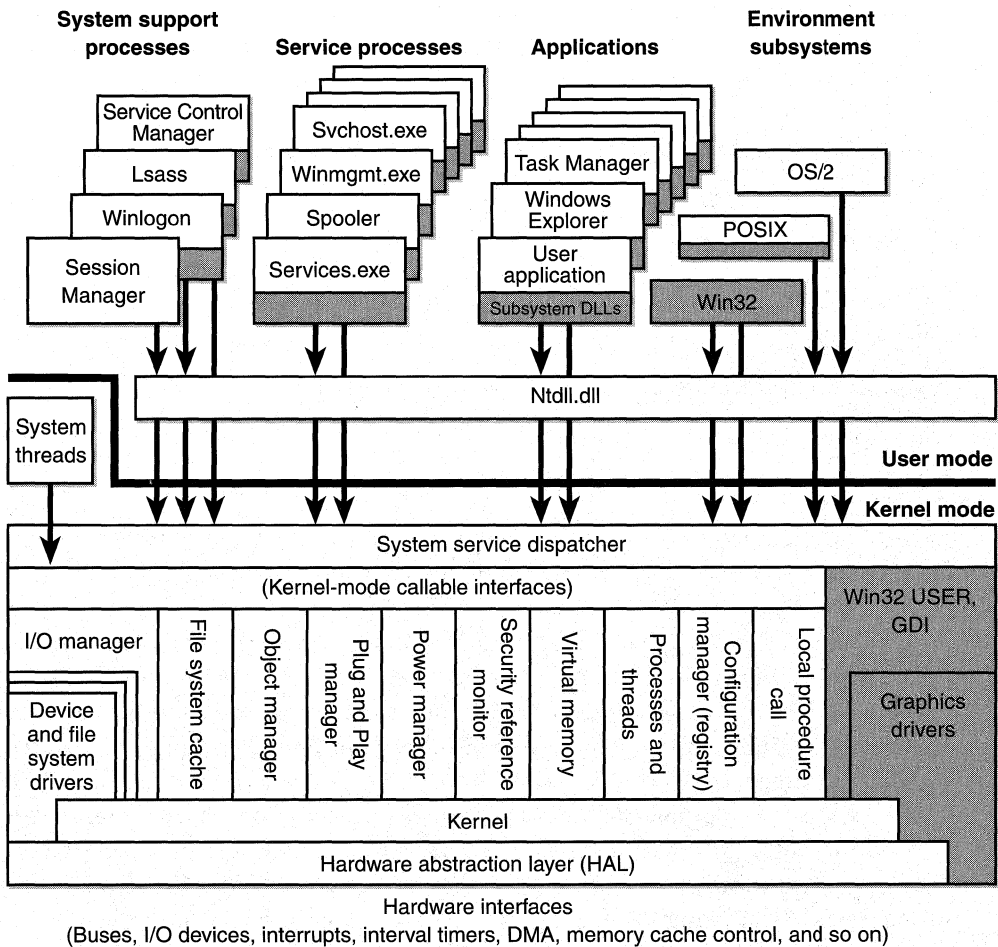 System support
processes
Service processes
Applications
Environment
subsystems
Service Control
Manager
Lsass
Winlogon
Session
Manager
Svchost.exe
Winmgmt.exe
Spooler
Services.exe
Task Manager
Windows
Explorer
User
application
Subsystem DLLs
OS/2
POSIX
Win32
Ntdll.dll
System
threads
User mode
Kernel mode
System service dispatcher
(Kernel-mode callable interfaces)
I/O manager
Device
and file
system
drivers
File system cache
Object manager
Plug and Play
manager
Power manager
Security reference
monitor
Virtual memory
Processes and
threads
Configuration
manager (registry)
Local procedure
call
Win32 USER,
GDI
Graphics
drivers
Kernel
Hardware abstraction layer (HAL)
Hardware interfaces
(Buses, I/O devices, interrupts, interval timers, DMA, memory cache control, and so on)